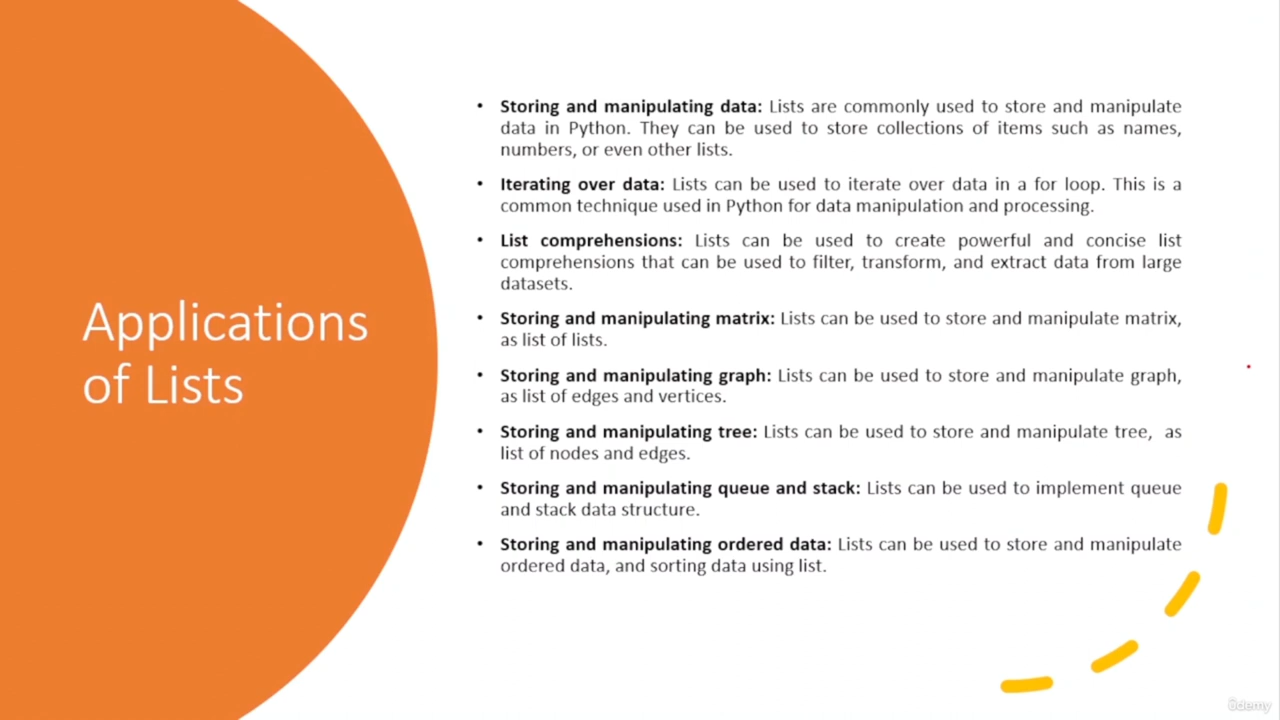 Applications
of Lists
• Storing and manipulating data: Lists are commonly used to store and manipulate
data in Python. They can be used to store collections of items such as names,
numbers, or even other lists.
• Iterating over data: Lists can be used to iterate over data in a for loop. This is a
common technique used in Python for data manipulation and processing.
• List comprehensions: Lists can be used to create powerful and concise list
comprehensions that can be used to filter, transform, and extract data from large
datasets.
• Storing and manipulating matrix: Lists can be used to store and manipulate matrix,
as list of lists.
• Storing and manipulating graph: Lists can be used to store and manipulate graph,
as list of edges and vertices.
• Storing and manipulating tree: Lists can be used to store and manipulate tree, as
list of nodes and edges.
• Storing and manipulating queue and stack: Lists can be used to implement queue
and stack data structure.
• Storing and manipulating ordered data: Lists can be used to store and manipulate
ordered data, and sorting data using list.
ûdemy